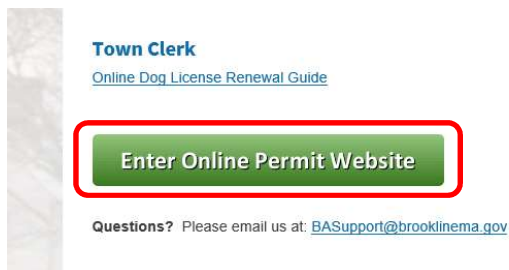 Town Clerk
Online Dog License Renewal Guide
Enter Online Permit Website
Questions? Please email us at: BASupport@brooklinema.gov